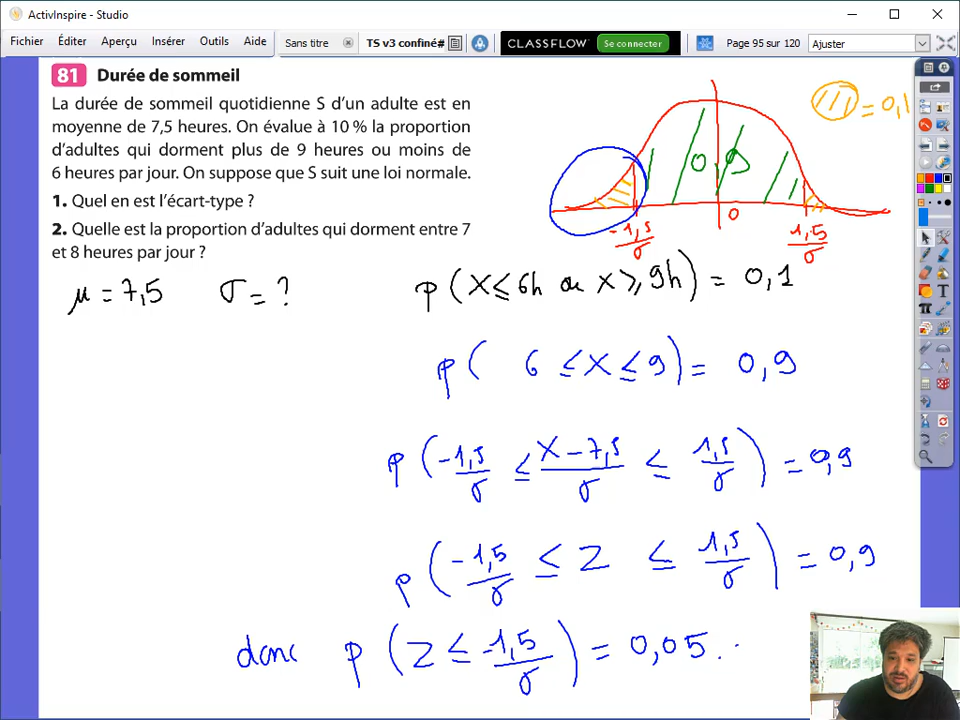 ActivInspire - Studio
Fichier Éditer Aperçu Insérer Outils Aide
Sans titre
TS v3 confiné#
CLASSFLOW
Se connecter
Page 95 sur 120
Ajuster
81 Durée de sommeil
La durée de sommeil quotidienne S d'un adulte est en
moyenne de 7,5 heures. On évalue à 10 % la proportion
d'adultes qui dorment plus de 9 heures ou moins de
6 heures par jour. On suppose que S suit une loi normale.
1. Quel en est l'écart-type ?
2. Quelle est la proportion d'adultes qui dorment entre 7
et 8 heures par jour ?
= 0,1
0,9
-1,5/σ 0 1,5/σ
μ = 7,5 σ = ? p(X ≤ 6h ou X ≥ 9h) = 0,1
p( 6 ≤ X ≤ 9) = 0,9
p(-1,5/σ ≤ X - 7,5/σ ≤ 1,5/σ) = 0,9
p(-1,5/σ ≤ Z ≤ 1,5/σ) = 0,9
donc p(Z ≤ -1,5/σ) = 0,05